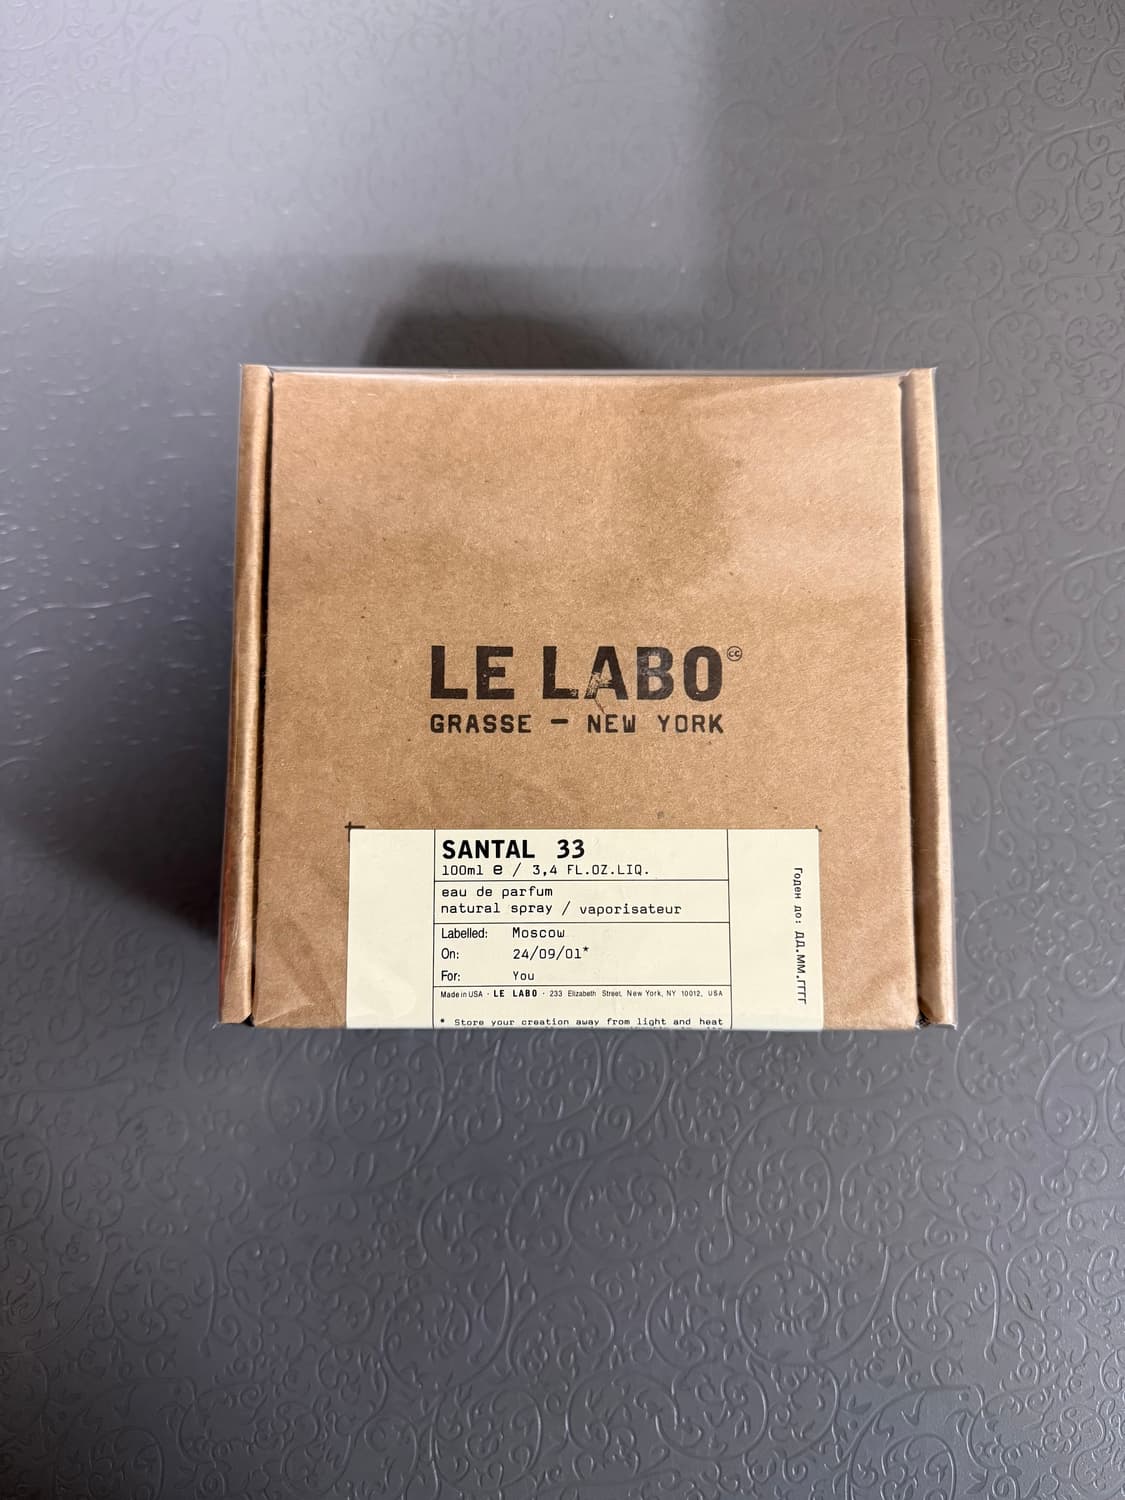 LE LABO
GRASSE — NEW YORK
SANTAL 33
100ml e / 3,4 FL.OZ.LIQ.
eau de parfum
natural spray / vaporisateur
Labelled: Moscow
On: 24/09/01*
For: You
Made in USA · LE LABO · 233 Elizabeth Street, New York, NY 10012, USA
* Store your creation away from light and heat
Годен до: ДД.ММ.ГГГГ